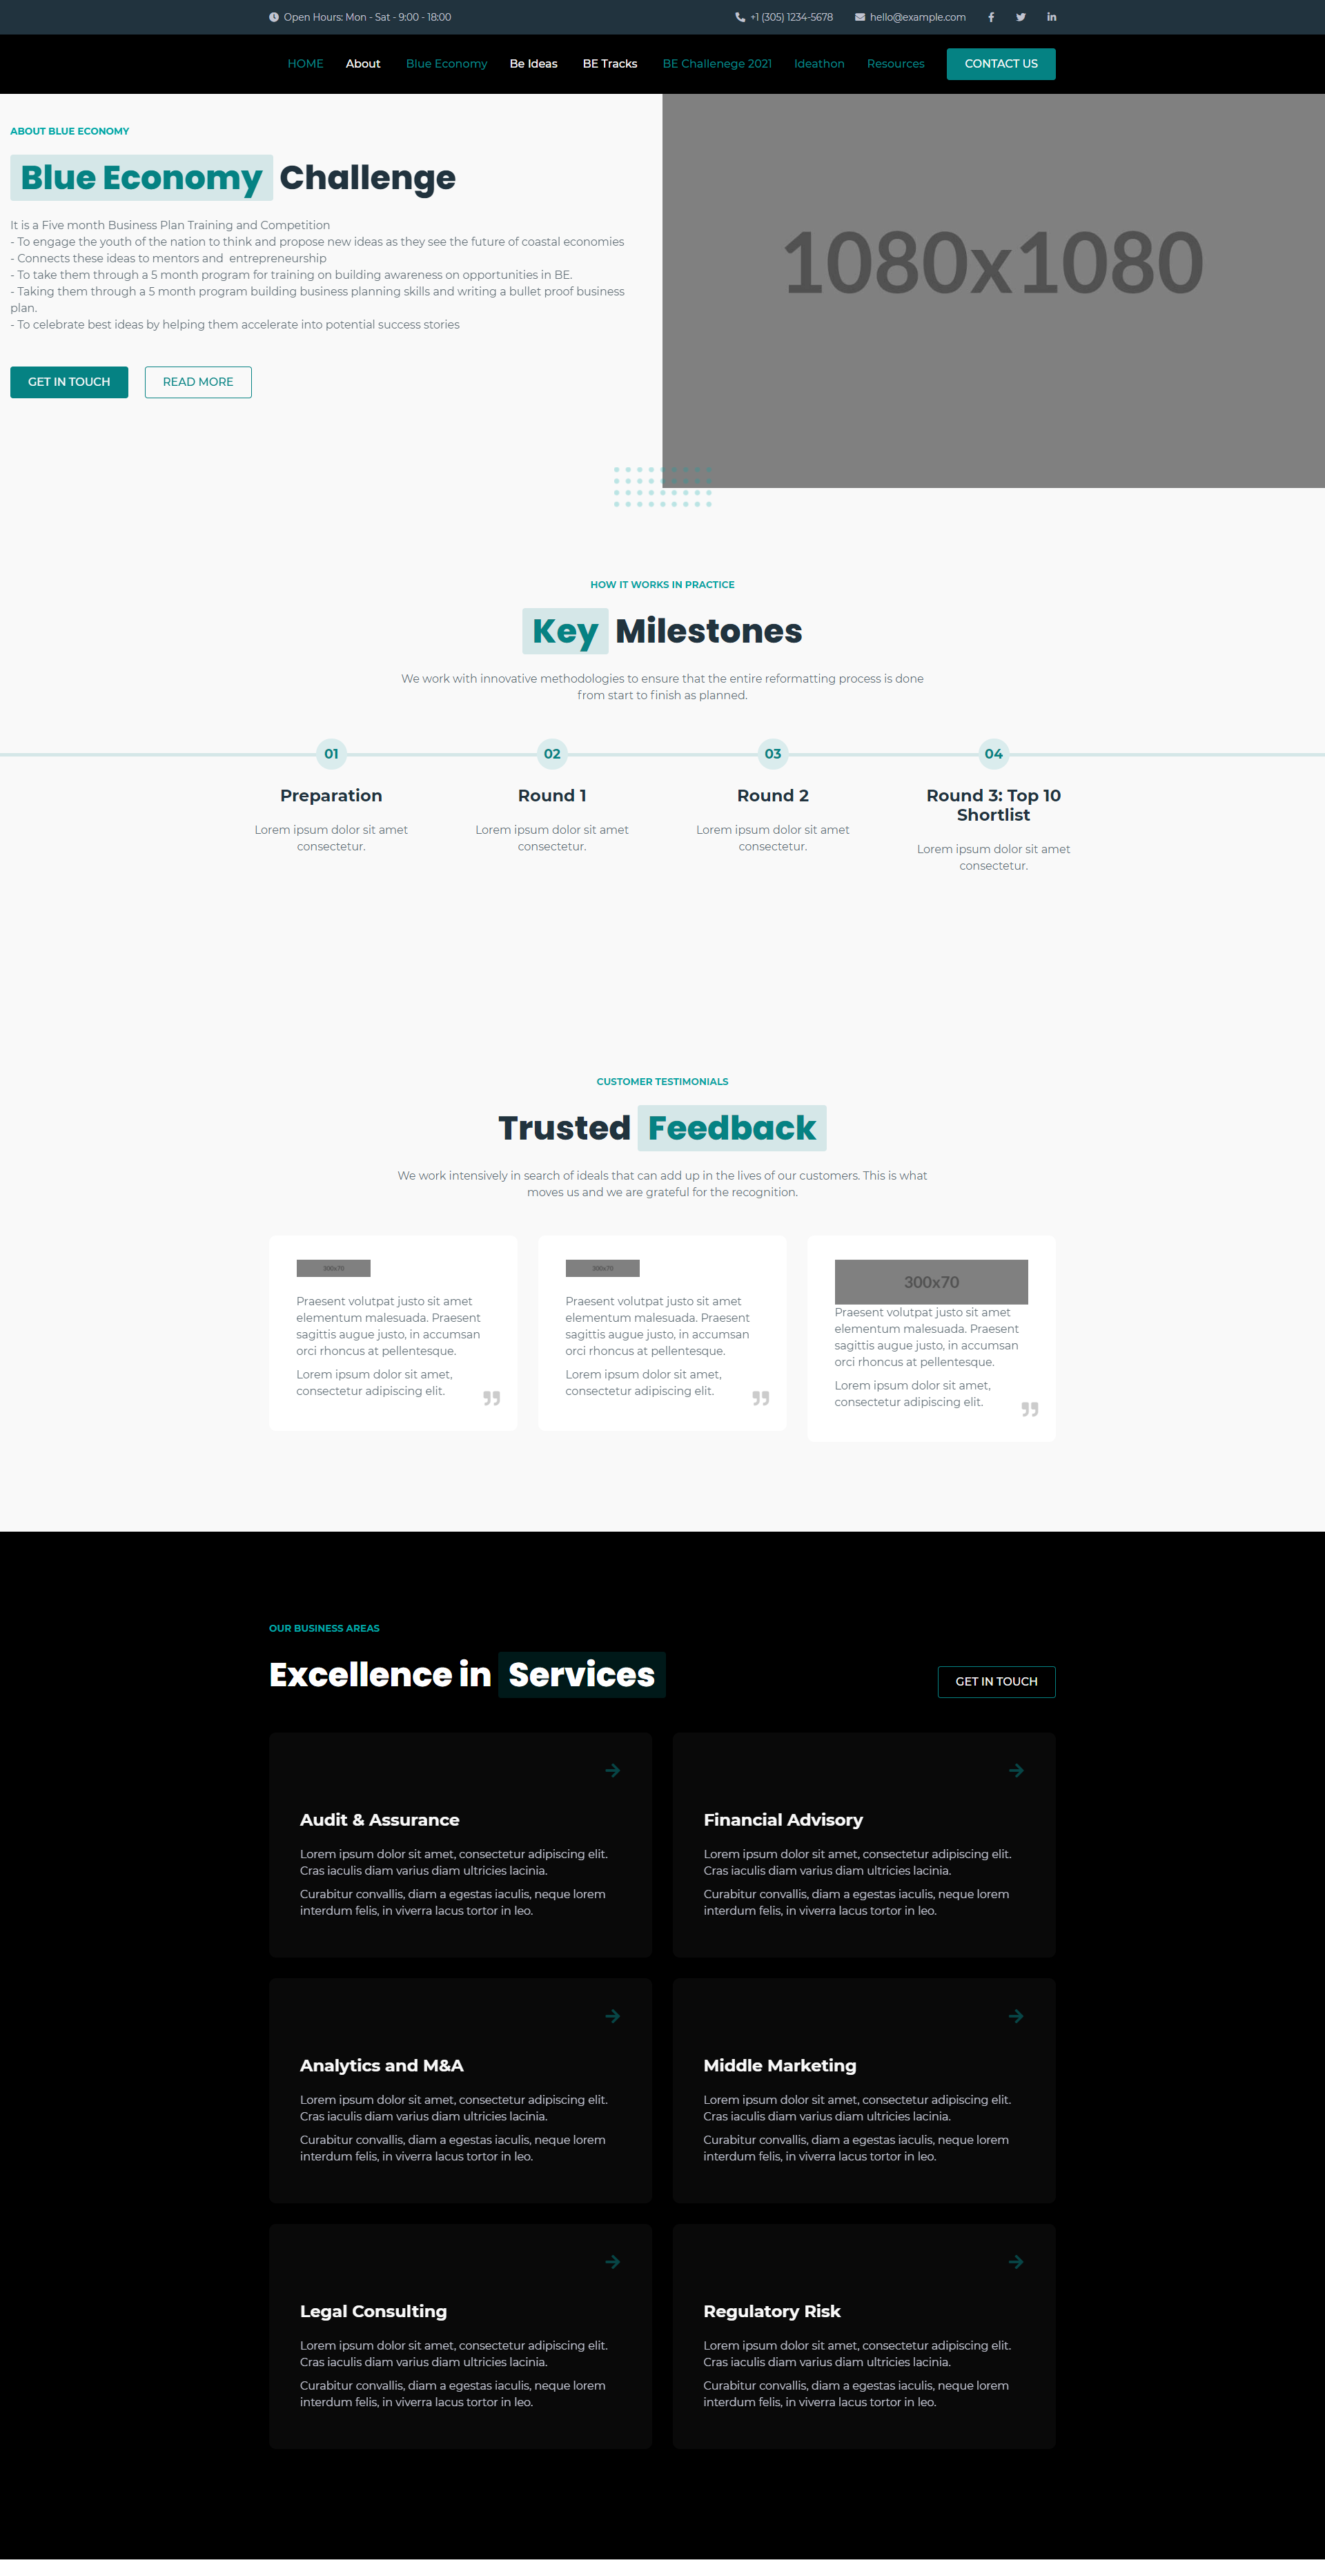 Open Hours: Mon - Sat - 9:00 - 18:00
+1 (305) 1234-5678
hello@example.com
HOME About Blue Economy Be Ideas BE Tracks BE Challenege 2021 Ideathon Resources CONTACT US
ABOUT BLUE ECONOMY
Blue Economy Challenge
It is a Five month Business Plan Training and Competition
- To engage the youth of the nation to think and propose new ideas as they see the future of coastal economies
- Connects these ideas to mentors and entrepreneurship
- To take them through a 5 month program for training on building awareness on opportunities in BE.
- Taking them through a 5 month program building business planning skills and writing a bullet proof business
plan.
- To celebrate best ideas by helping them accelerate into potential success stories
GET IN TOUCH READ MORE
1080x1080
HOW IT WORKS IN PRACTICE
Key Milestones
We work with innovative methodologies to ensure that the entire reformatting process is done
from start to finish as planned.
01
Preparation
Lorem ipsum dolor sit amet
consectetur.
02
Round 1
Lorem ipsum dolor sit amet
consectetur.
03
Round 2
Lorem ipsum dolor sit amet
consectetur.
04
Round 3: Top 10
Shortlist
Lorem ipsum dolor sit amet
consectetur.
CUSTOMER TESTIMONIALS
Trusted Feedback
We work intensively in search of ideals that can add up in the lives of our customers. This is what
moves us and we are grateful for the recognition.
300x70
Praesent volutpat justo sit amet
elementum malesuada. Praesent
sagittis augue justo, in accumsan
orci rhoncus at pellentesque.
Lorem ipsum dolor sit amet,
consectetur adipiscing elit.
300x70
Praesent volutpat justo sit amet
elementum malesuada. Praesent
sagittis augue justo, in accumsan
orci rhoncus at pellentesque.
Lorem ipsum dolor sit amet,
consectetur adipiscing elit.
300x70
Praesent volutpat justo sit amet
elementum malesuada. Praesent
sagittis augue justo, in accumsan
orci rhoncus at pellentesque.
Lorem ipsum dolor sit amet,
consectetur adipiscing elit.
OUR BUSINESS AREAS
Excellence in Services
GET IN TOUCH
Audit & Assurance
Lorem ipsum dolor sit amet, consectetur adipiscing elit.
Cras iaculis diam varius diam ultricies lacinia.
Curabitur convallis, diam a egestas iaculis, neque lorem
interdum felis, in viverra lacus tortor in leo.
Financial Advisory
Lorem ipsum dolor sit amet, consectetur adipiscing elit.
Cras iaculis diam varius diam ultricies lacinia.
Curabitur convallis, diam a egestas iaculis, neque lorem
interdum felis, in viverra lacus tortor in leo.
Analytics and M&A
Lorem ipsum dolor sit amet, consectetur adipiscing elit.
Cras iaculis diam varius diam ultricies lacinia.
Curabitur convallis, diam a egestas iaculis, neque lorem
interdum felis, in viverra lacus tortor in leo.
Middle Marketing
Lorem ipsum dolor sit amet, consectetur adipiscing elit.
Cras iaculis diam varius diam ultricies lacinia.
Curabitur convallis, diam a egestas iaculis, neque lorem
interdum felis, in viverra lacus tortor in leo.
Legal Consulting
Lorem ipsum dolor sit amet, consectetur adipiscing elit.
Cras iaculis diam varius diam ultricies lacinia.
Curabitur convallis, diam a egestas iaculis, neque lorem
interdum felis, in viverra lacus tortor in leo.
Regulatory Risk
Lorem ipsum dolor sit amet, consectetur adipiscing elit.
Cras iaculis diam varius diam ultricies lacinia.
Curabitur convallis, diam a egestas iaculis, neque lorem
interdum felis, in viverra lacus tortor in leo.